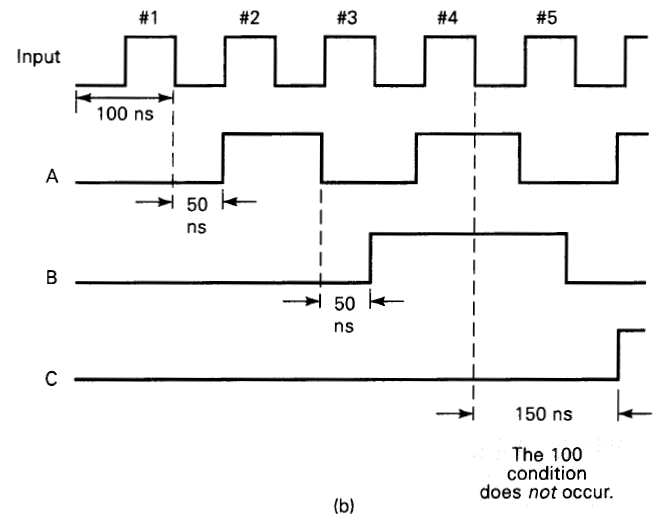 #1 #2 #3 #4 #5
Input
100 ns
A
50
ns
B
50
ns
C
150 ns
The 100
condition
does not occur.
(b)